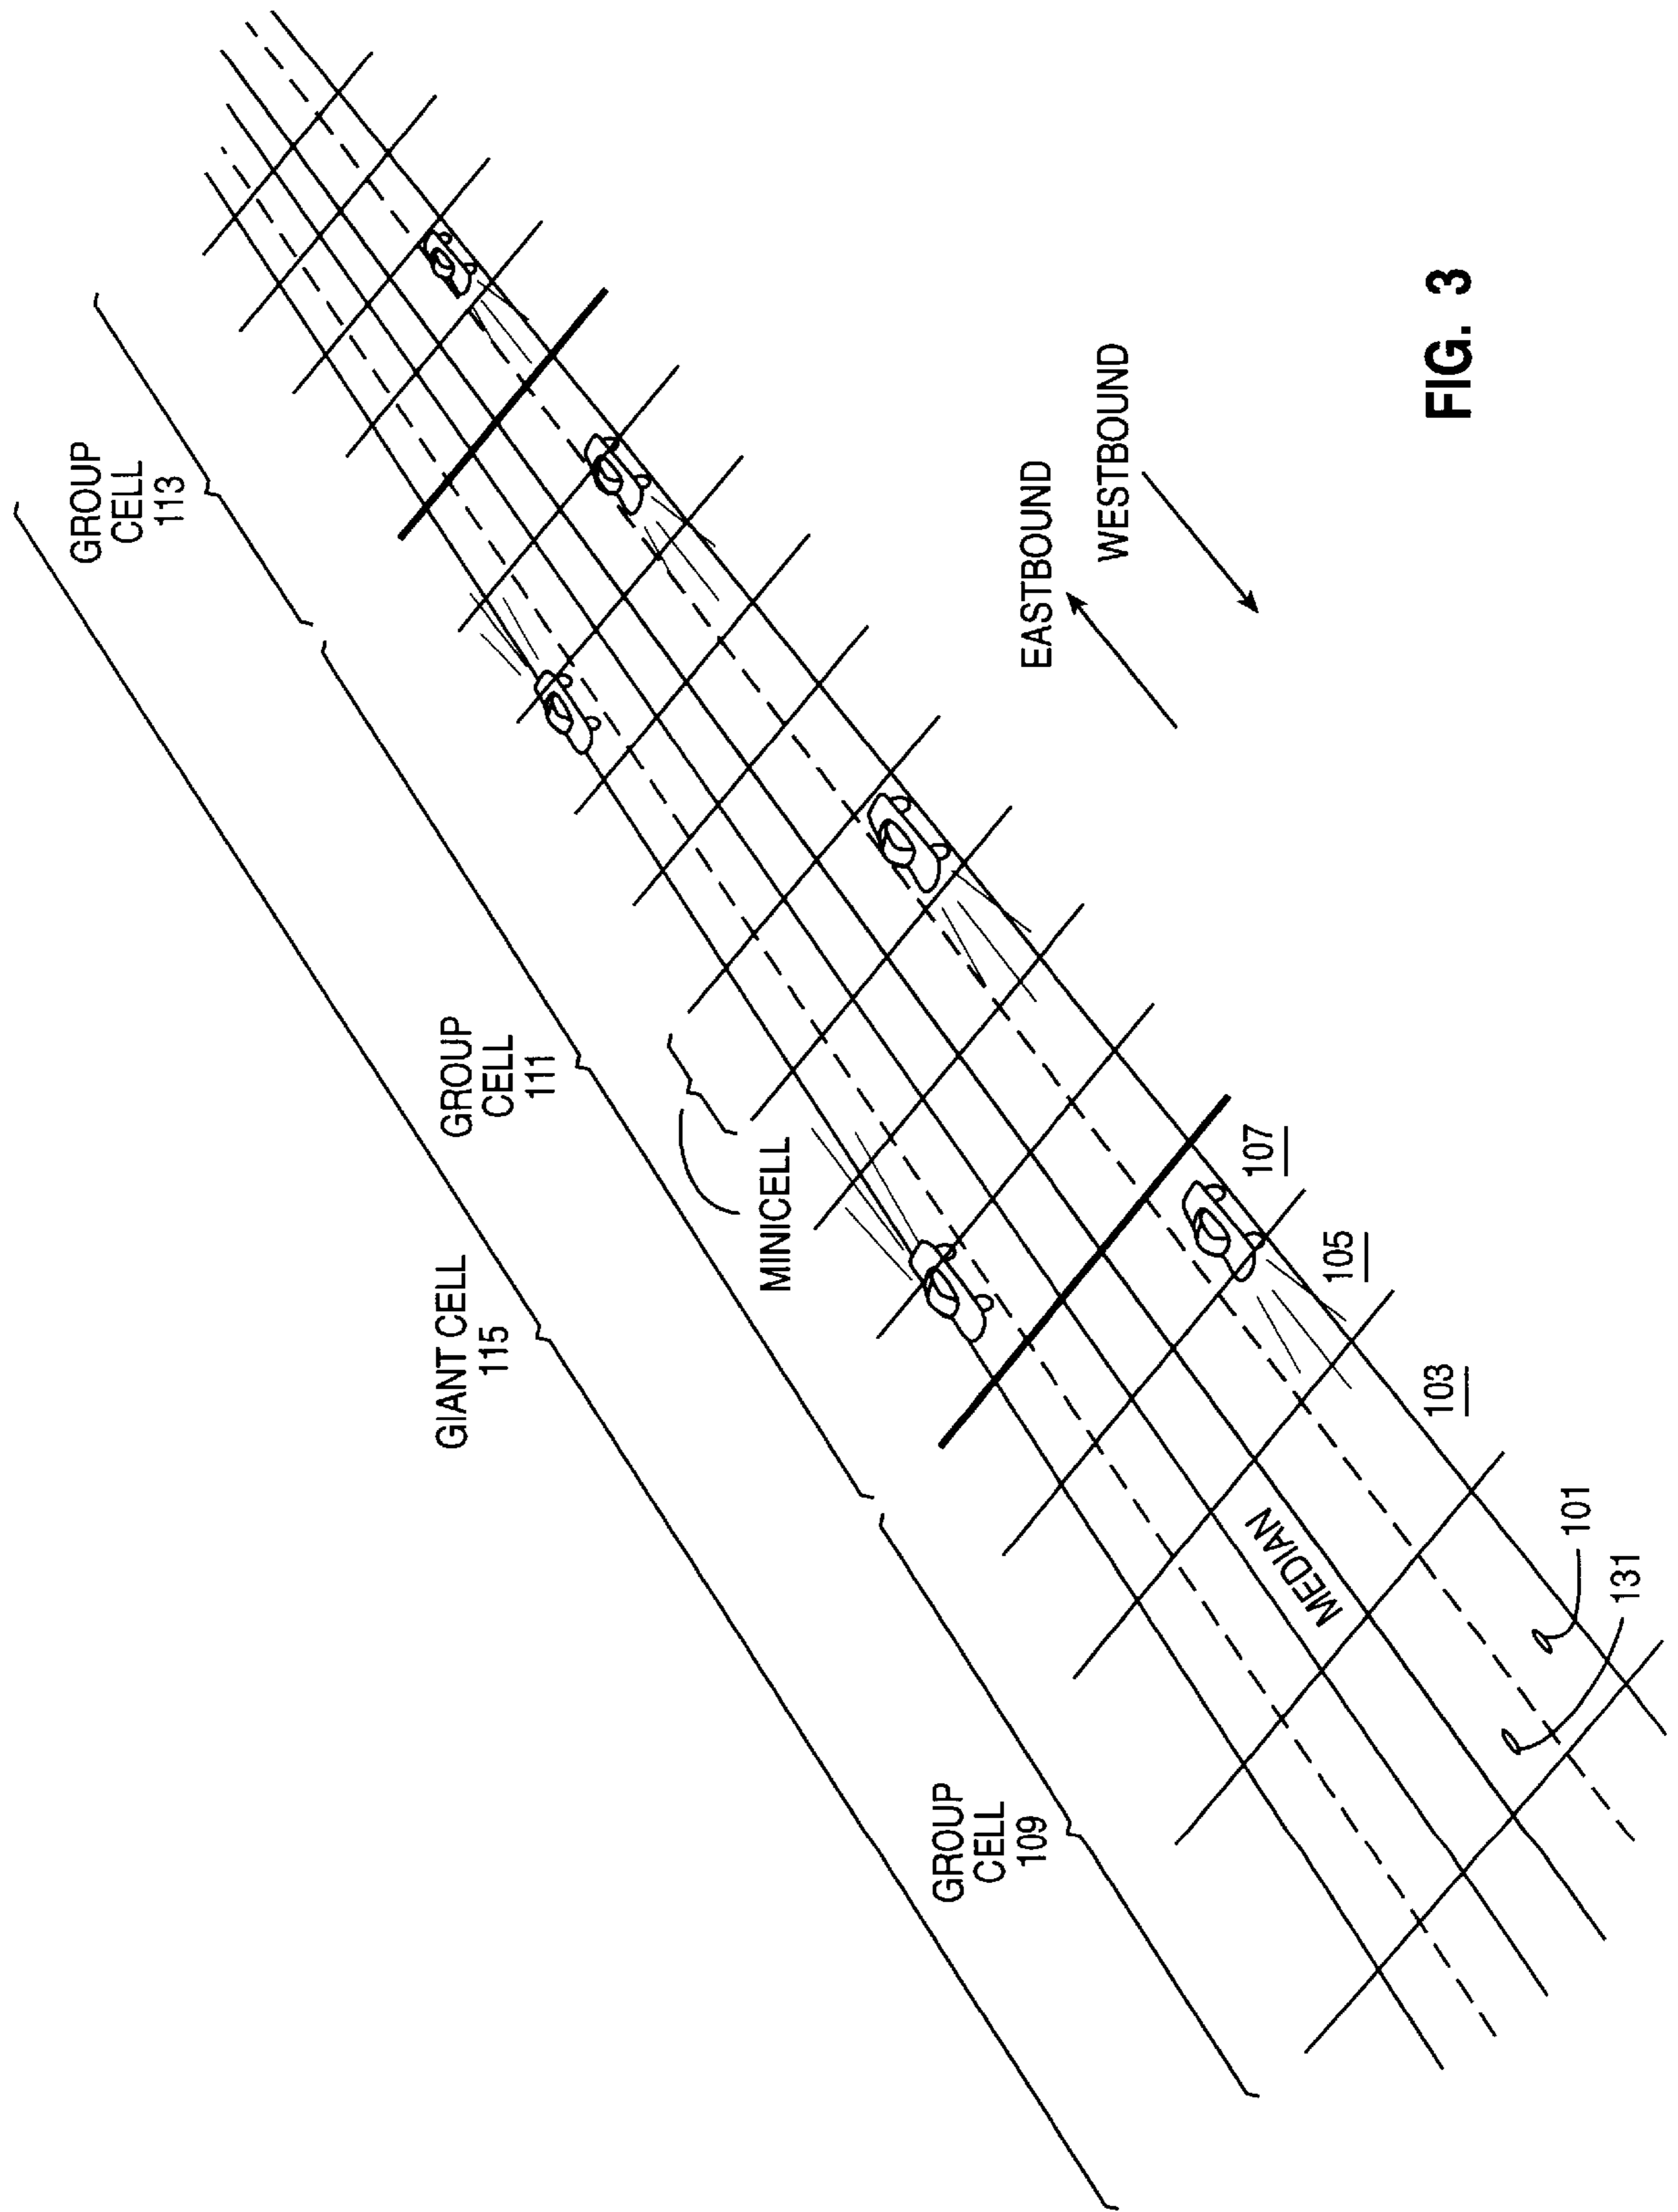 GIANT CELL
115
GROUP
CELL
109
GROUP
CELL
111
GROUP
CELL
113
MINICELL
MEDIAN
EASTBOUND
WESTBOUND
131
101
103
105
107
FIG. 3